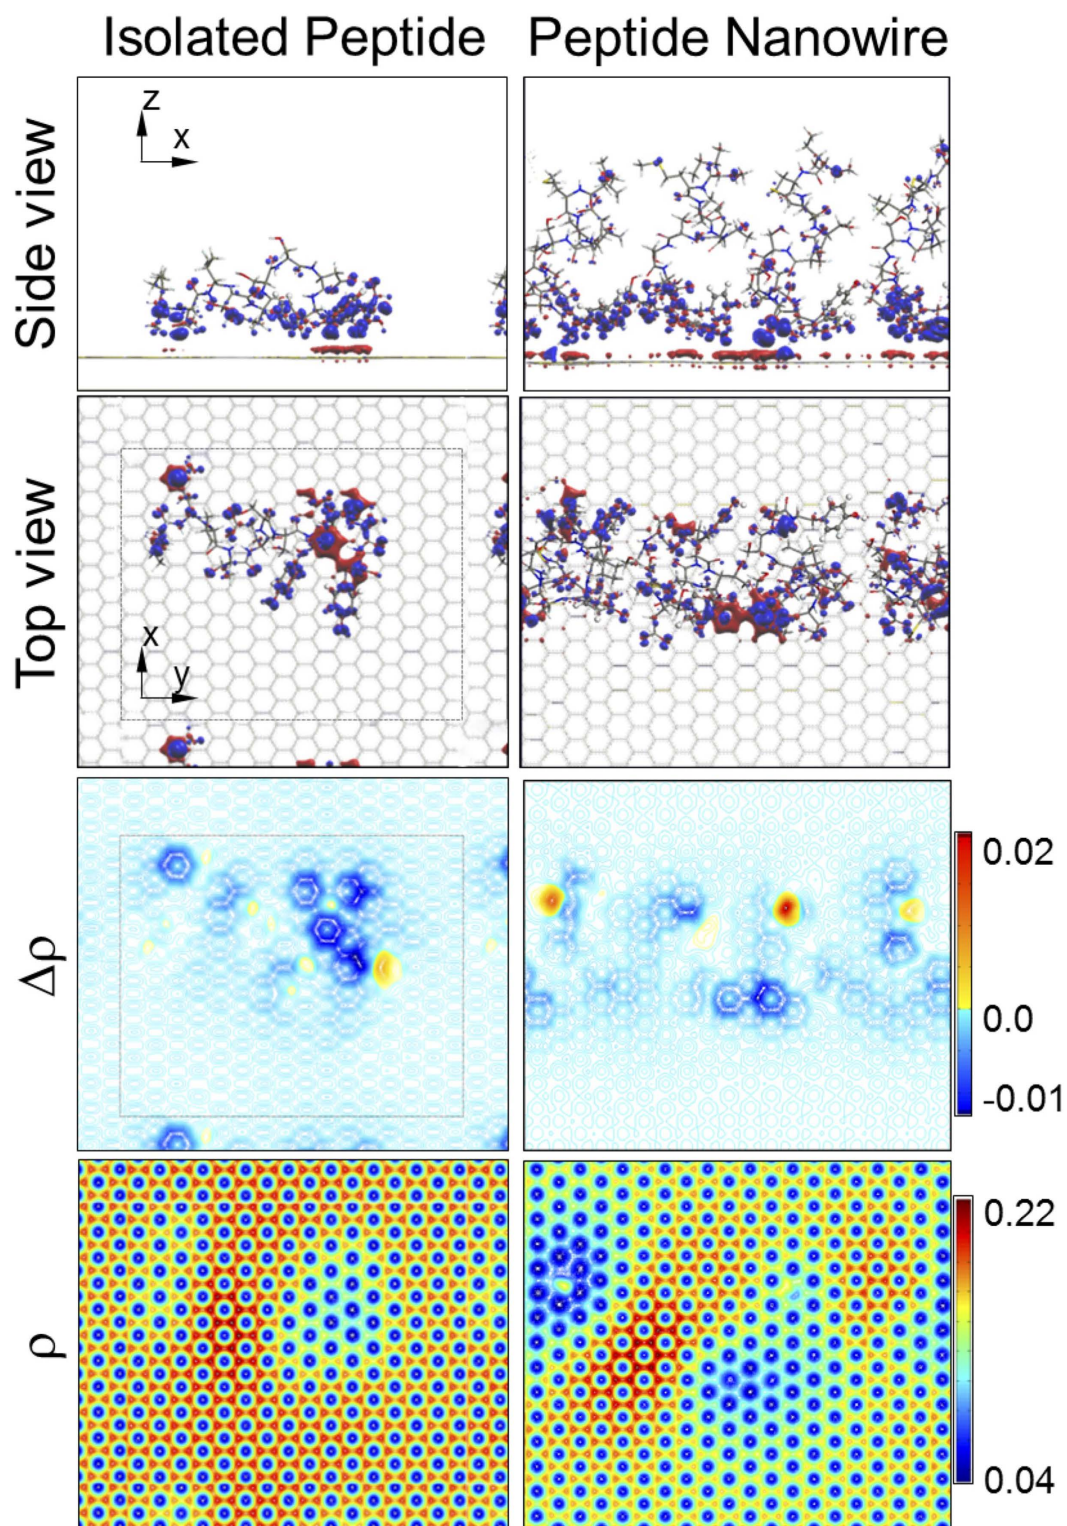 Isolated Peptide
Peptide Nanowire
Side view
z
x
Top view
x
y
Δρ
0.02
0.0
-0.01
ρ
0.22
0.04